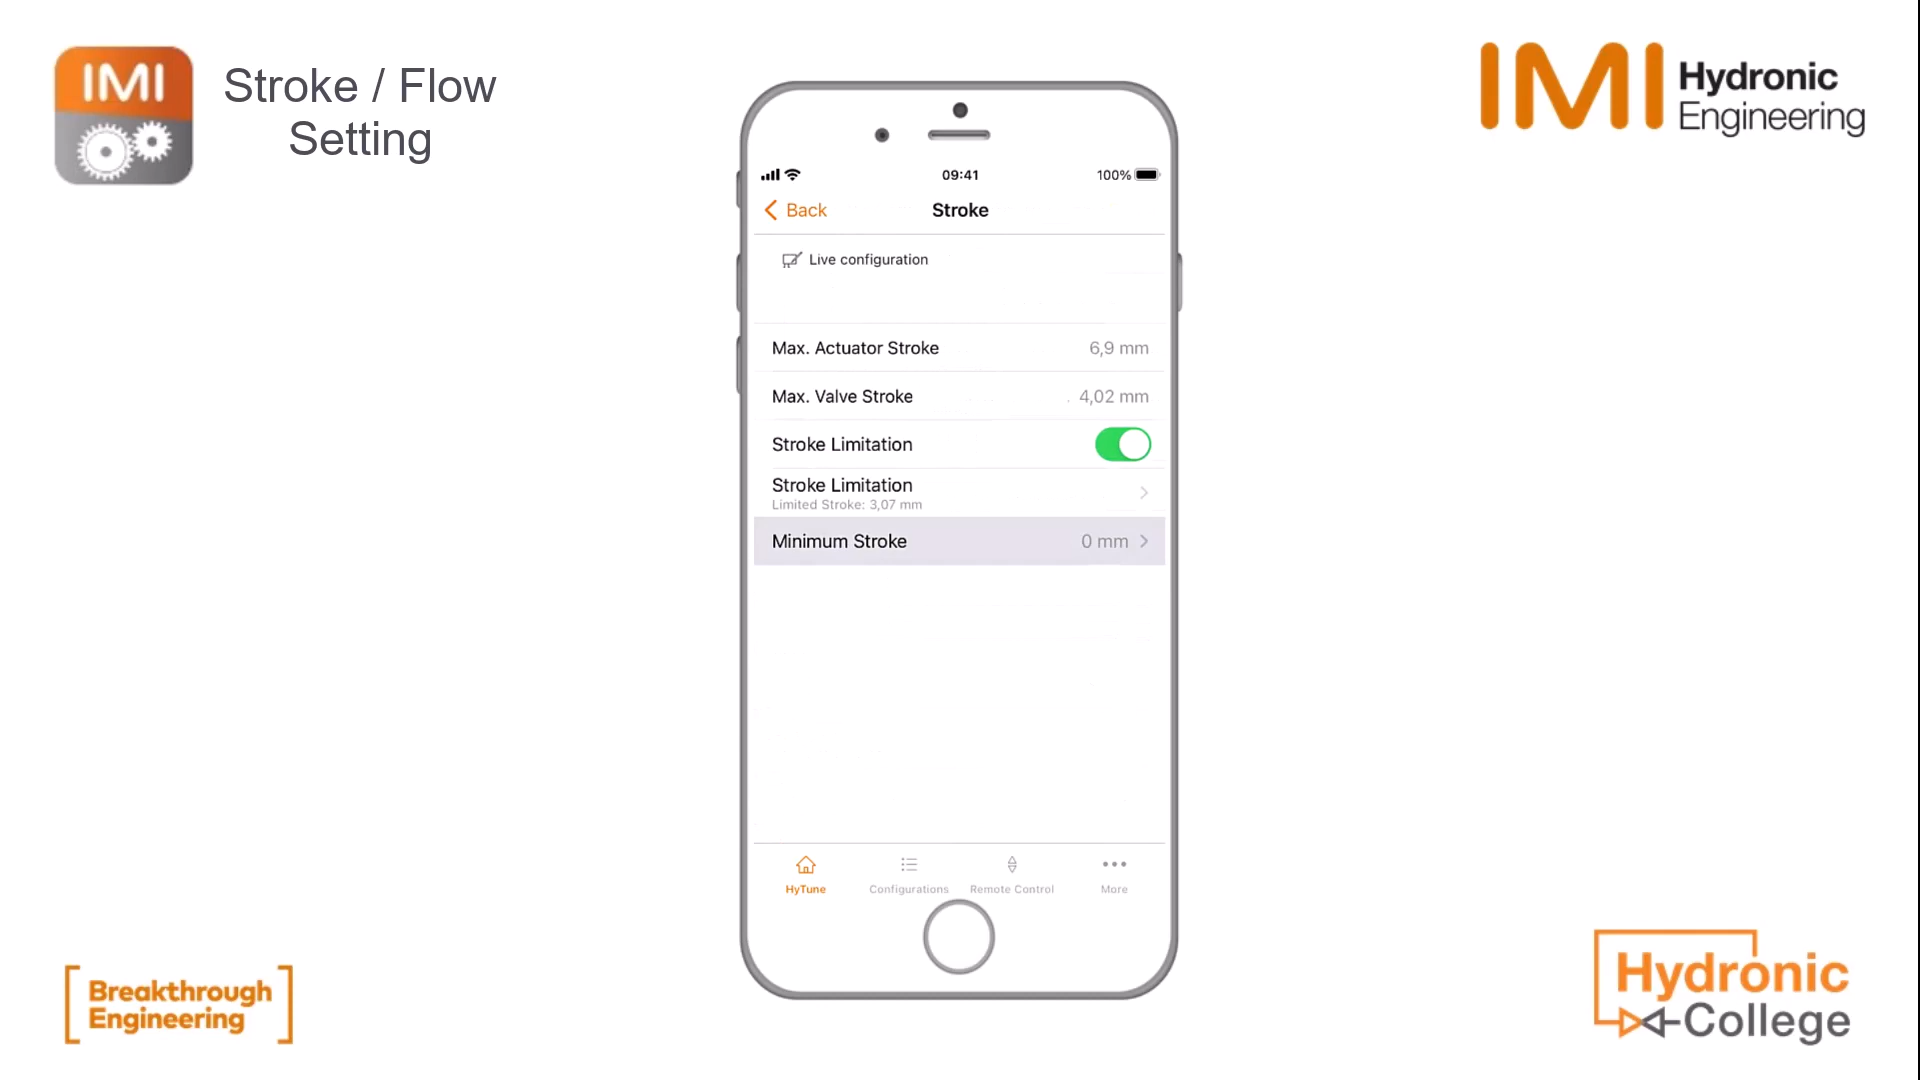 IMI
Stroke / Flow
Setting
IMI Hydronic
Engineering
09:41
100%
Back
Stroke
Live configuration
Max. Actuator Stroke
6,9 mm
Max. Valve Stroke
4,02 mm
Stroke Limitation
Stroke Limitation
Limited Stroke: 3,07 mm
Minimum Stroke
0 mm
HyTune
Configurations
Remote Control
More
Breakthrough
Engineering
Hydronic
College